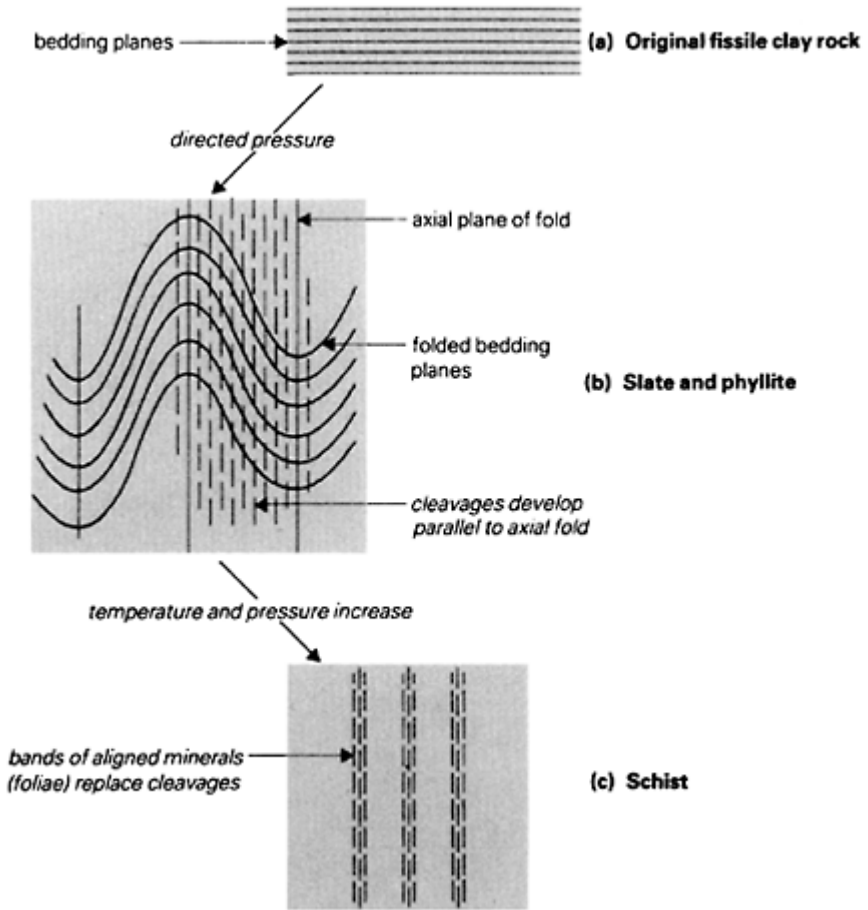 bedding planes
(a) Original fissile clay rock
directed pressure
axial plane of fold
folded bedding
planes
(b) Slate and phyllite
cleavages develop
parallel to axial fold
temperature and pressure increase
bands of aligned minerals
(foliae) replace cleavages
(c) Schist